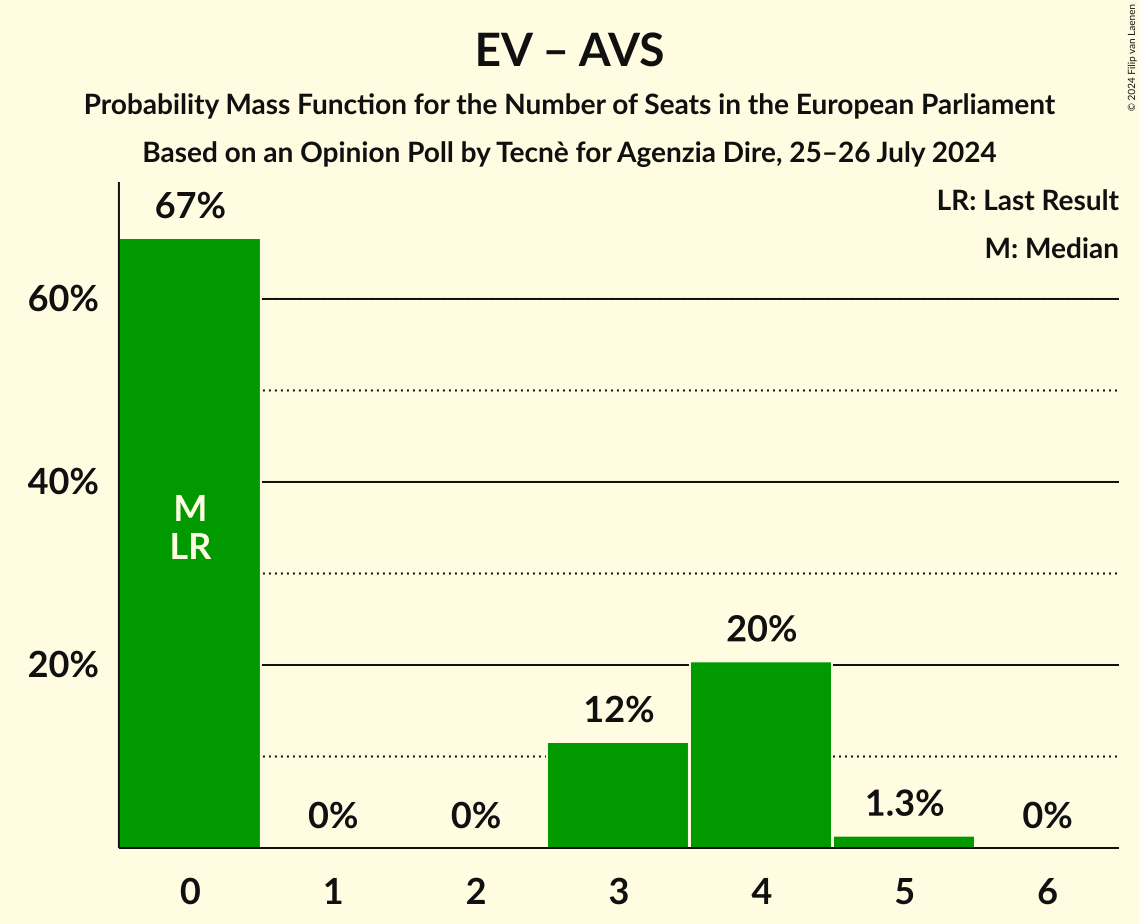 EV – AVS
Probability Mass Function for the Number of Seats in the European Parliament
Based on an Opinion Poll by Tecnè for Agenzia Dire, 25–26 July 2024
© 2024 Filip van Laenen
LR: Last Result
M: Median
67%
60%
40%
M
LR
20%
20%
12%
1.3%
0%
0%
0%
0
1
2
3
4
5
6